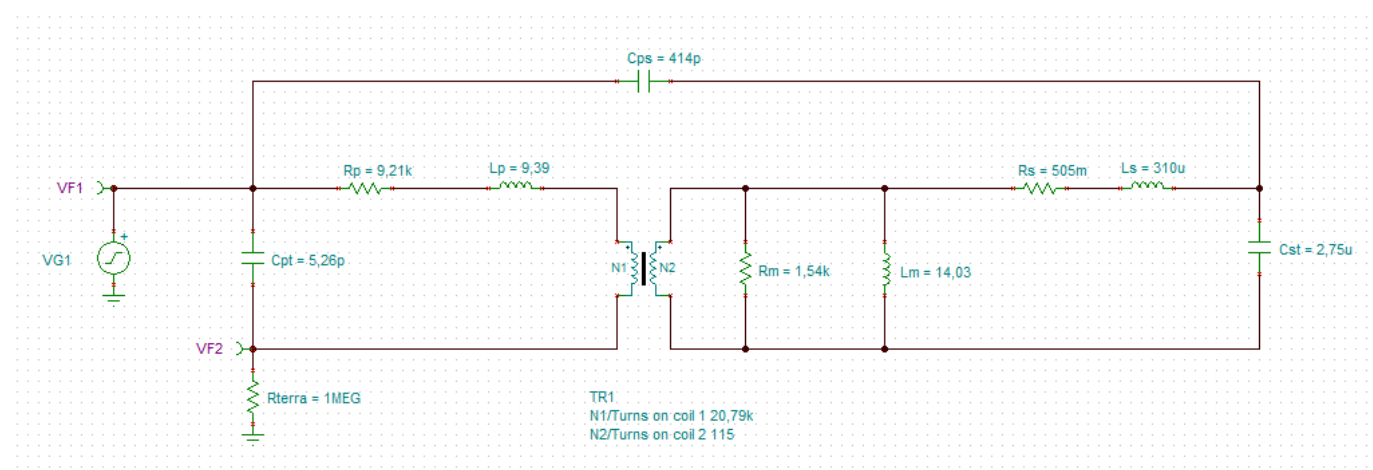 Cps = 414p
Rp = 9,21k
Lp = 9,39
Rs = 505m
Ls = 310u
VF1
+
VG1
Cpt = 5,26p
N1
N2
Rm = 1,54k
Lm = 14,03
Cst = 2,75u
VF2
Rterra = 1MEG
TR1
N1/Turns on coil 1 20,79k
N2/Turns on coil 2 115